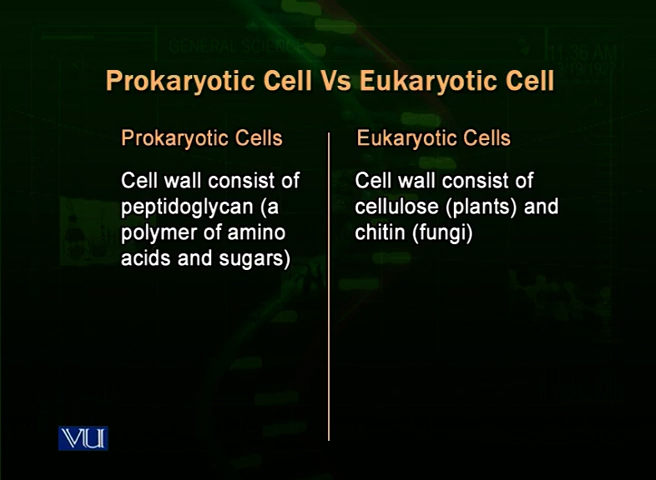 Prokaryotic Cell Vs Eukaryotic Cell
Prokaryotic Cells
Cell wall consist of
peptidoglycan (a
polymer of amino
acids and sugars)
Eukaryotic Cells
Cell wall consist of
cellulose (plants) and
chitin (fungi)
VU